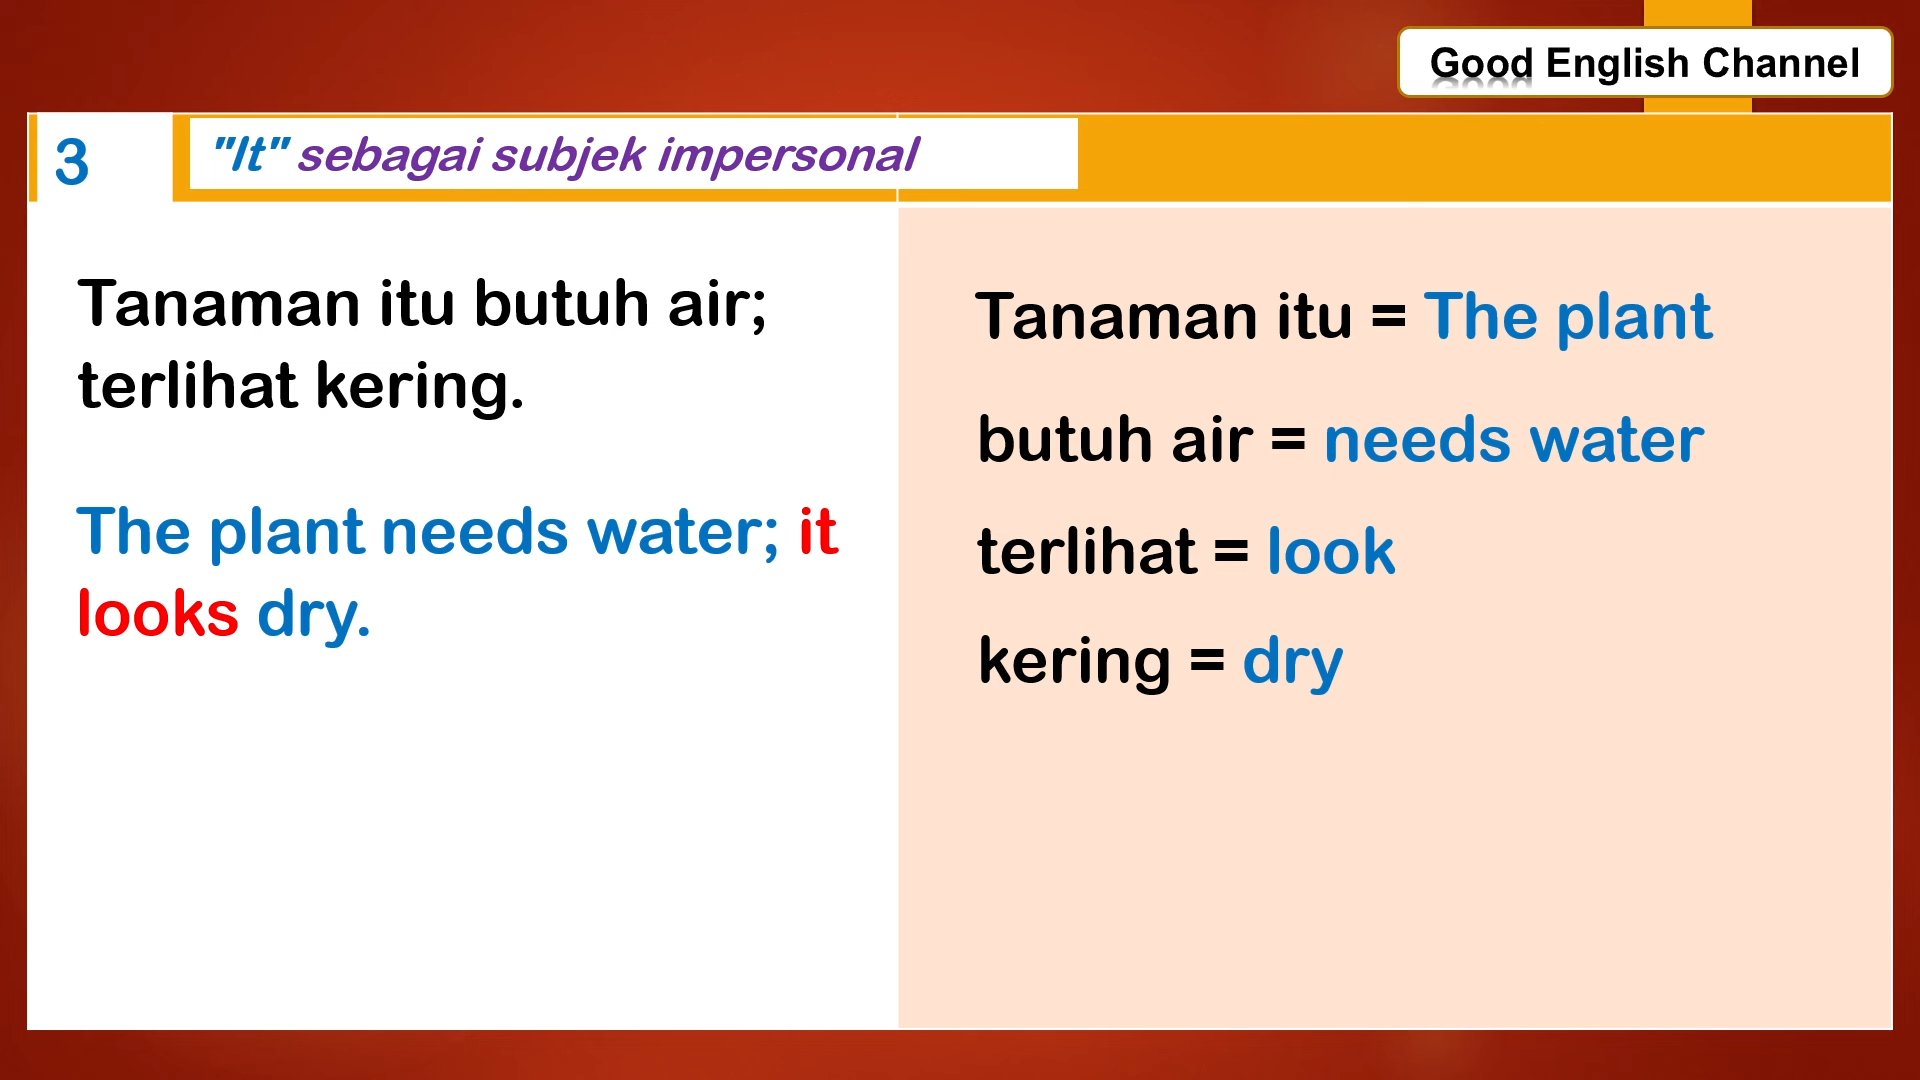 Good English Channel
3
"It" sebagai subjek impersonal
Tanaman itu butuh air;
terlihat kering.
The plant needs water; it
looks dry.
Tanaman itu = The plant
butuh air = needs water
terlihat = look
kering = dry